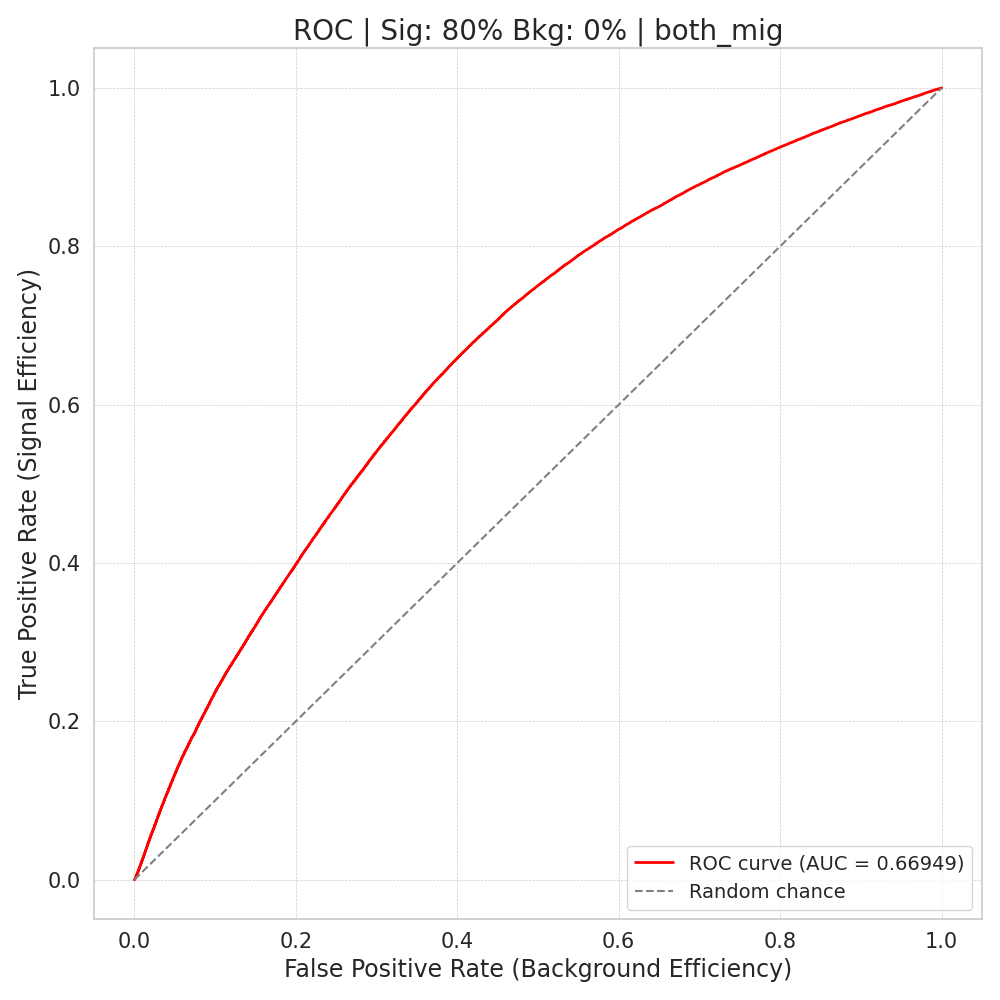 ROC | Sig: 80% Bkg: 0% | both_mig
True Positive Rate (Signal Efficiency)
1.0
0.8
0.6
0.4
0.2
0.0
ROC curve (AUC = 0.66949)
Random chance
0.0 0.2 0.4 0.6 0.8 1.0
False Positive Rate (Background Efficiency)